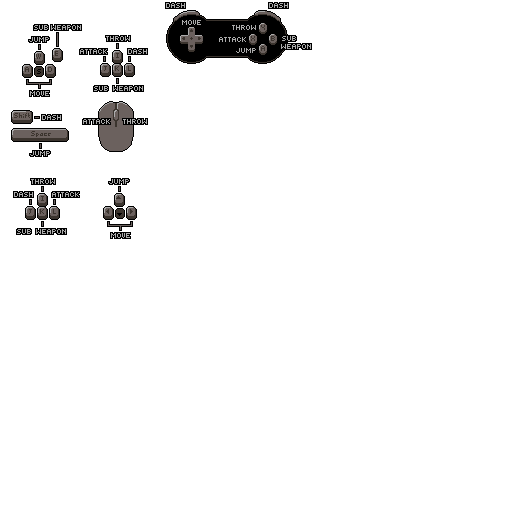 DASH
DASH
MOVE
THROW
ATTACK
JUMP
SUB
WEAPON
SUB WEAPON
JUMP
MOVE
THROW
ATTACK
DASH
SUB WEAPON
Shift
DASH
Space
JUMP
ATTACK
THROW
THROW
DASH
ATTACK
SUB WEAPON
JUMP
MOVE